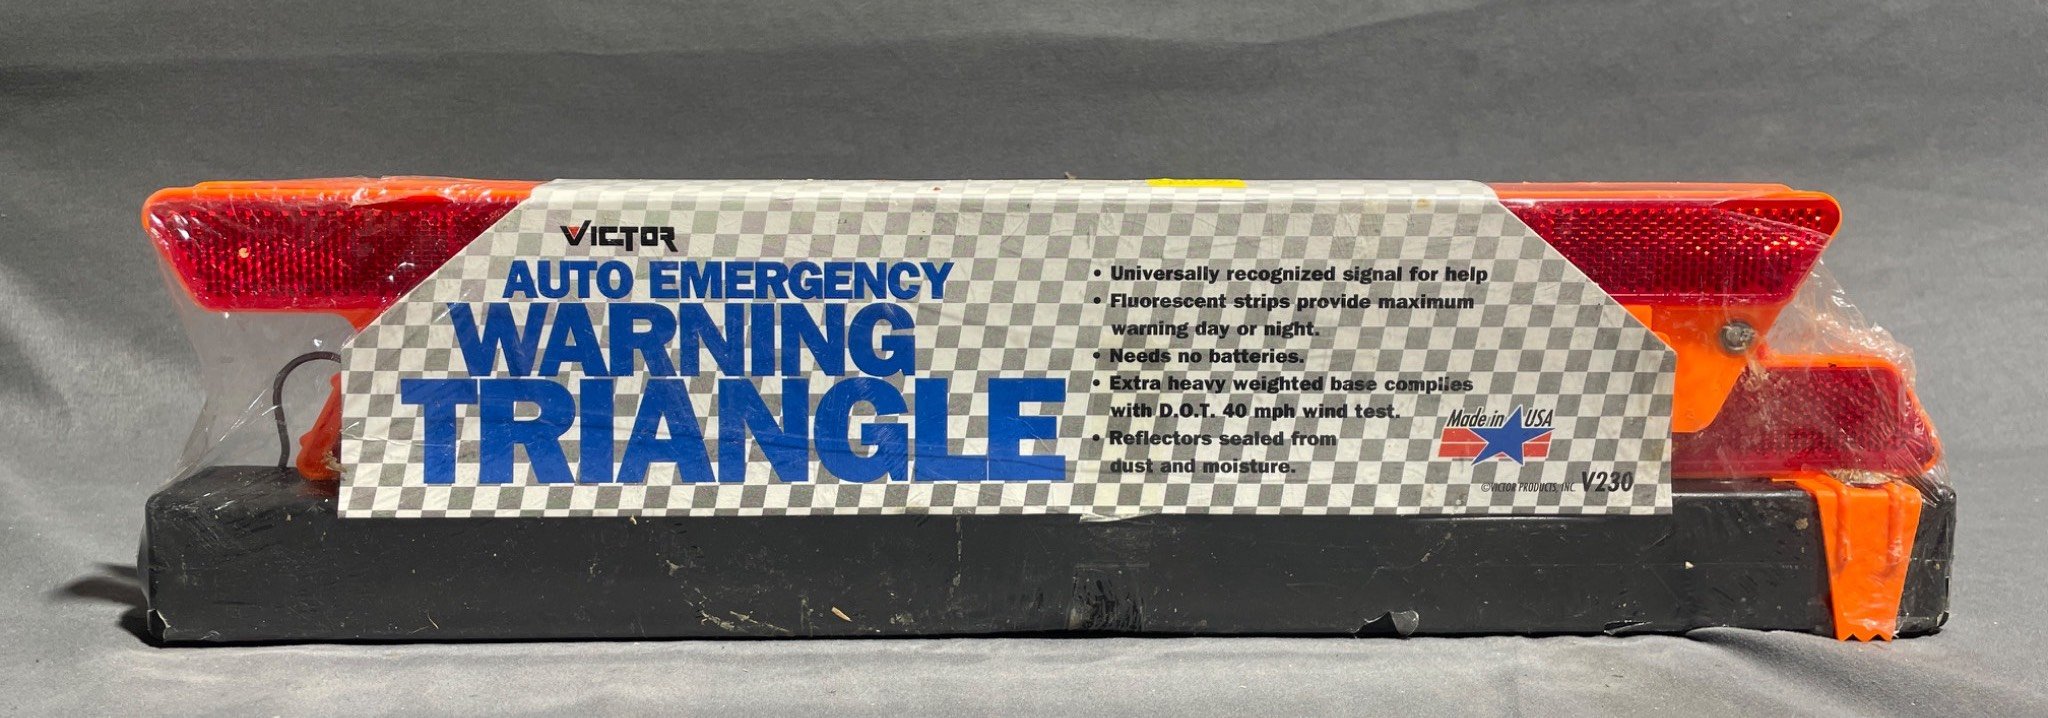 VICTOR
AUTO EMERGENCY
WARNING
TRIANGLE
• Universally recognized signal for help
• Fluorescent strips provide maximum
warning day or night.
• Needs no batteries.
• Extra heavy weighted base complies
with D.O.T. 40 mph wind test.
• Reflectors sealed from
dust and moisture.
Made in USA
©VICTOR PRODUCTS, INC. V230